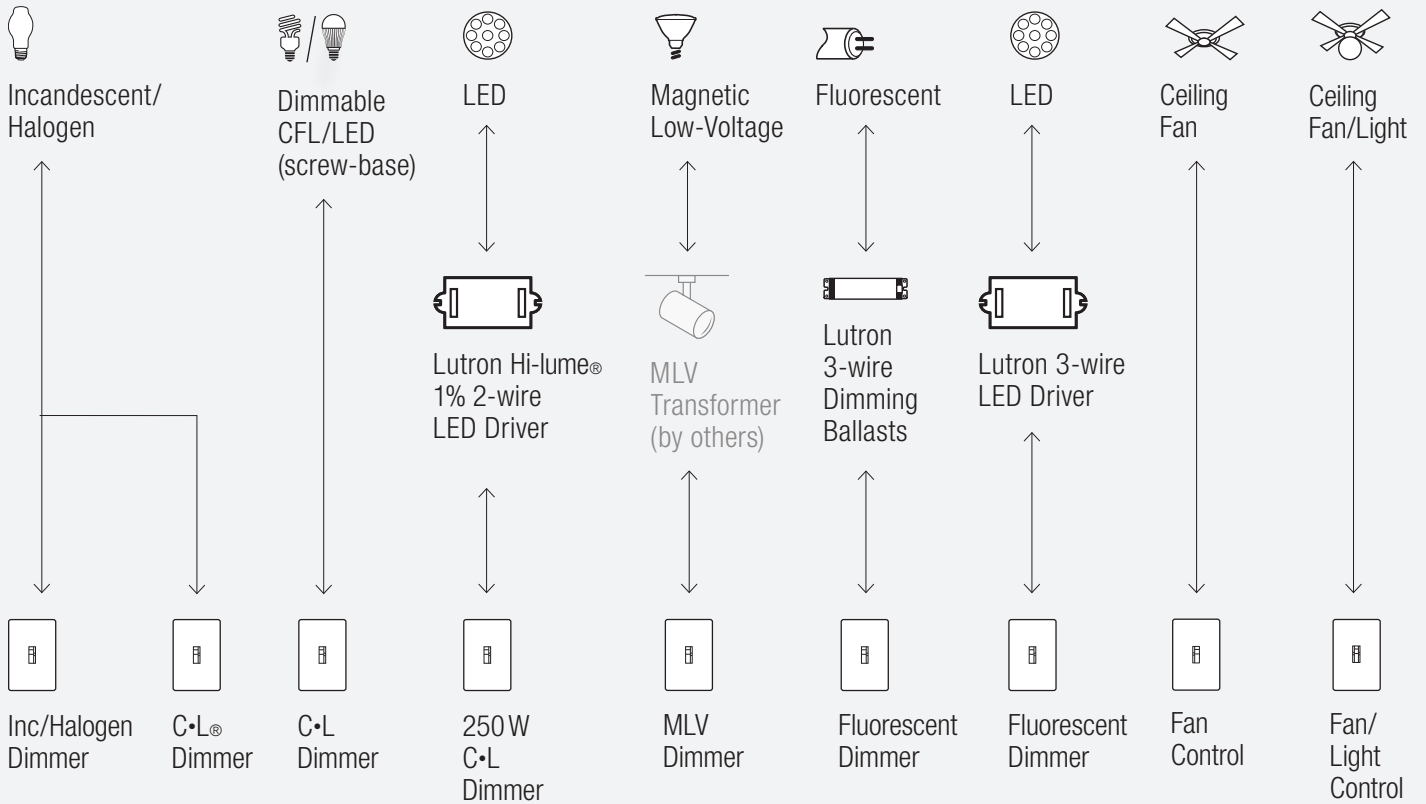 Incandescent/
Halogen
Dimmable
CFL/LED
(screw-base)
LED
Magnetic
Low-Voltage
Fluorescent
LED
Ceiling
Fan
Ceiling
Fan/Light
Lutron Hi-lume®
1% 2-wire
LED Driver
MLV
Transformer
(by others)
Lutron
3-wire
Dimming
Ballasts
Lutron 3-wire
LED Driver
Inc/Halogen
Dimmer
C•L®
Dimmer
C•L
Dimmer
250 W
C•L
Dimmer
MLV
Dimmer
Fluorescent
Dimmer
Fluorescent
Dimmer
Fan
Control
Fan/
Light
Control